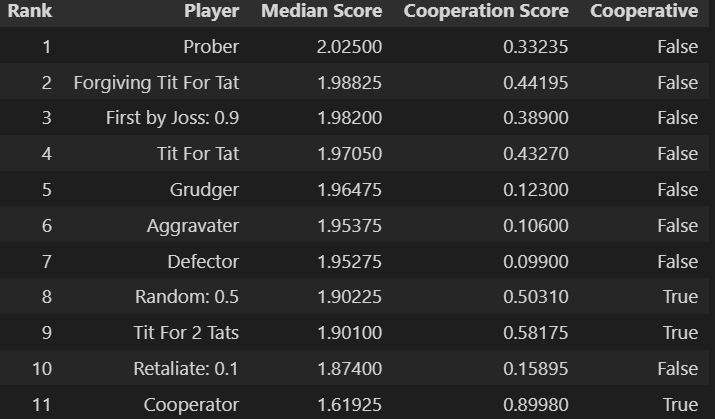 Rank Player Median Score Cooperation Score Cooperative
1 Prober 2.02500 0.33235 False
2 Forgiving Tit For Tat 1.98825 0.44195 False
3 First by Joss: 0.9 1.98200 0.38900 False
4 Tit For Tat 1.97050 0.43270 False
5 Grudger 1.96475 0.12300 False
6 Aggravater 1.95375 0.10600 False
7 Defector 1.95275 0.09900 False
8 Random: 0.5 1.90225 0.50310 True
9 Tit For 2 Tats 1.90100 0.58175 True
10 Retaliate: 0.1 1.87400 0.15895 False
11 Cooperator 1.61925 0.89980 True